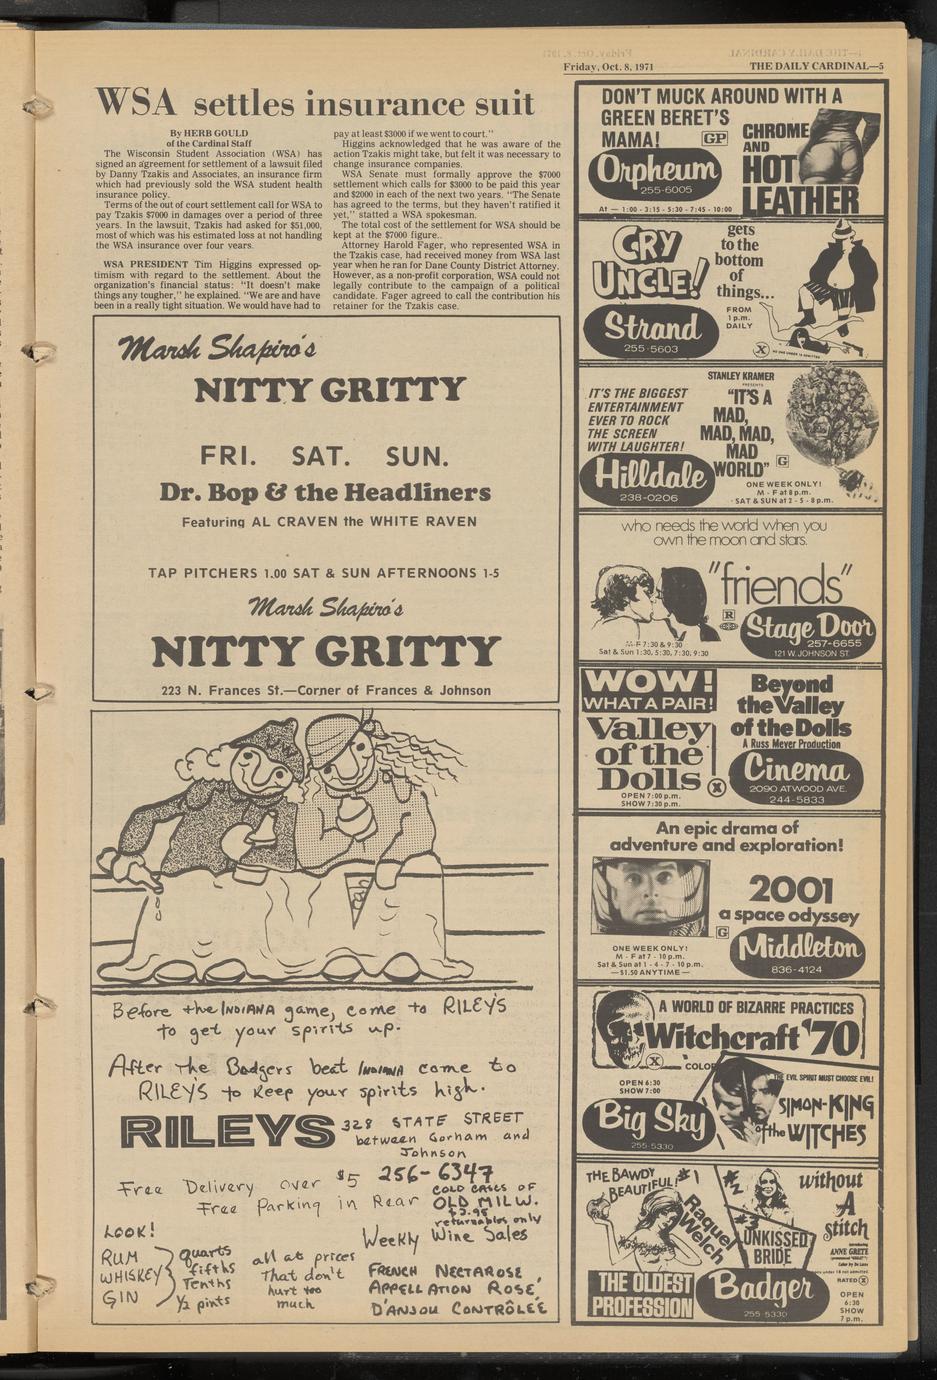 Friday, Oct. 8, 1971
THE DAILY CARDINAL—5
WSA settles insurance suit
By HERB GOULD
of the Cardinal Staff
The Wisconsin Student Association (WSA) has
signed an agreement for settlement of a lawsuit filed
by Danny Tzakis and Associates, an insurance firm
which had previously sold the WSA student health
insurance policy.
Terms of the out of court settlement call for WSA to
pay Tzakis $7000 in damages over a period of three
years. In the lawsuit, Tzakis had asked for $51,000,
most of which was his estimated loss at not handling
the WSA insurance over four years.
WSA PRESIDENT Tim Higgins expressed op-
timism with regard to the settlement. About the
organization's financial status: "It doesn't make
things any tougher," he explained. "We are and have
been in a really tight situation. We would have had to
pay at least $3000 if we went to court."
Higgins acknowledged that he was aware of the
action Tzakis might take, but felt it was necessary to
change insurance companies.
WSA Senate must formally approve the $7000
settlement which calls for $3000 to be paid this year
and $2000 in each of the next two years. "The Senate
has agreed to the terms, but they haven't ratified it
yet," statted a WSA spokesman.
The total cost of the settlement for WSA should be
kept at the $7000 figure..
Attorney Harold Fager, who represented WSA in
the Tzakis case, had received money from WSA last
year when he ran for Dane County District Attorney.
However, as a non-profit corporation, WSA could not
legally contribute to the campaign of a political
candidate. Fager agreed to call the contribution his
retainer for the Tzakis case.
Marsh Shapiro's
NITTY GRITTY
FRI. SAT. SUN.
Dr. Bop & the Headliners
Featuring AL CRAVEN the WHITE RAVEN
TAP PITCHERS 1.00 SAT & SUN AFTERNOONS 1-5
Marsh Shapiro's
NITTY GRITTY
223 N. Frances St.—Corner of Frances & Johnson
Before the INDIANA game, come to RILEY'S
to get your spirits up.
After the Badgers beat INDIANA come to
RILEYS to keep your spirits high.
RILEYS
328 STATE STREET
between Gorham and
Johnson
256-6347
Free Delivery over $5
Free Parking in Rear
COLD CASES OF
OLD MILW.
$2.95
returnables only
Weekly Wine Sales
LOOK!
RUM
WHISKEY
GIN
quarts
fifths
Tenths
½ pints
all at prices
That don't
hurt too
much
FRENCH NECTAROSE,
APPELLATION ROSE,
D'ANJOU CONTRÔLÉE
DON'T MUCK AROUND WITH A
GREEN BERET'S
MAMA!
GP
CHROME
AND
HOT
LEATHER
Orpheum
255-6005
At — 1:00 - 3:15 - 5:30 - 7:45 - 10:00
CRY
UNCLE!
gets
to the
bottom
of
things...
FROM
1 p.m.
DAILY
Strand
255-5603
X
NO ONE UNDER 18 ADMITTED
STANLEY KRAMER
PRESENTS
IT'S THE BIGGEST
ENTERTAINMENT
EVER TO ROCK
THE SCREEN
WITH LAUGHTER!
"IT'S A
MAD,
MAD, MAD,
MAD
WORLD"
G
Hilldale
238-0206
ONE WEEK ONLY!
M - F at 8 p.m.
SAT & SUN at 2 - 5 - 8 p.m.
who needs the world when you
own the moon and stars.
"friends"
R
Stage Door
257-6655
121 W. JOHNSON ST.
M-F 7:30 & 9:30
Sat & Sun 1:30, 5:30, 7:30, 9:30
WOW!
WHAT A PAIR!
Valley
of the
Dolls
X
OPEN 7:00 p.m.
SHOW 7:30 p.m.
Beyond
the Valley
of the Dolls
A Russ Meyer Production
Cinema
2090 ATWOOD AVE.
244-5833
An epic drama of
adventure and exploration!
2001
a space odyssey
G
Middleton
836-4124
ONE WEEK ONLY!
M - F at 7 - 10 p.m.
Sat & Sun at 1 - 4 - 7 - 10 p.m.
—$1.50 ANYTIME—
A WORLD OF BIZARRE PRACTICES
Witchcraft '70
X
COLOR
OPEN 6:30
SHOW 7:00
Big Sky
255-5330
THE EVIL SPIRIT MUST CHOOSE EVIL!
SIMON-KING
of the WITCHES
THE BAWDY
BEAUTIFUL!
#1
Raquel
Welch
THE OLDEST
PROFESSION
#2
without
A
stitch
introducing
ANNE GRETE
Color by De Luxe
RATED X
#3
UNKISSED
BRIDE
Badger
255-5330
OPEN
6:30
SHOW
7 p.m.